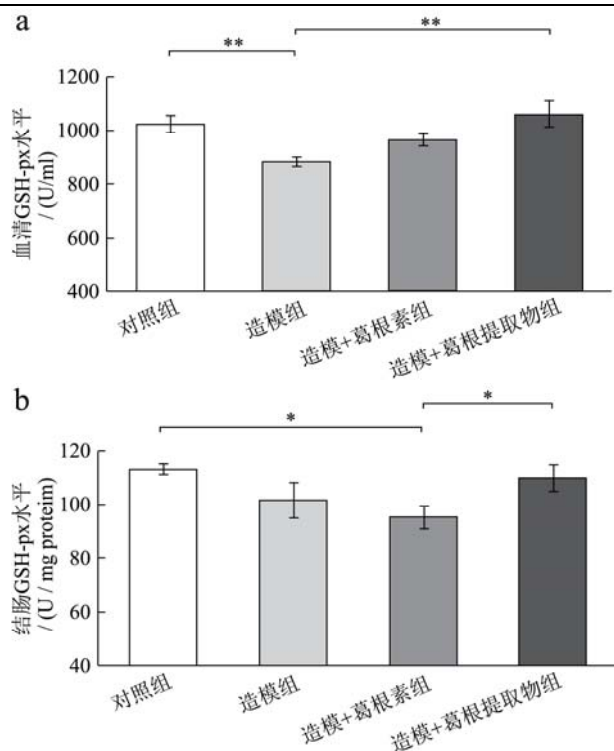 a
** **
1200
1000
800
600
400
血清GSH-px水平
/ (U/ml)
对照组 造模组 造模+葛根素组 造模+葛根提取物组
b
* *
120
100
80
60
40
结肠GSH-px水平
/ (U / mg proteim)
对照组 造模组 造模+葛根素组 造模+葛根提取物组